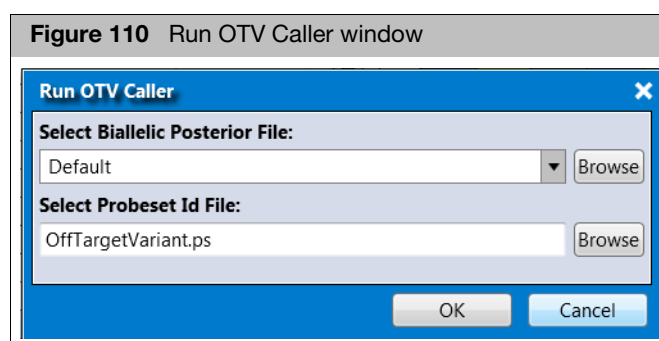 Figure 110 Run OTV Caller window
Run OTV Caller
Select Biallelic Posterior File:
Default Browse
Select Probeset Id File:
OffTargetVariant.ps Browse
OK Cancel